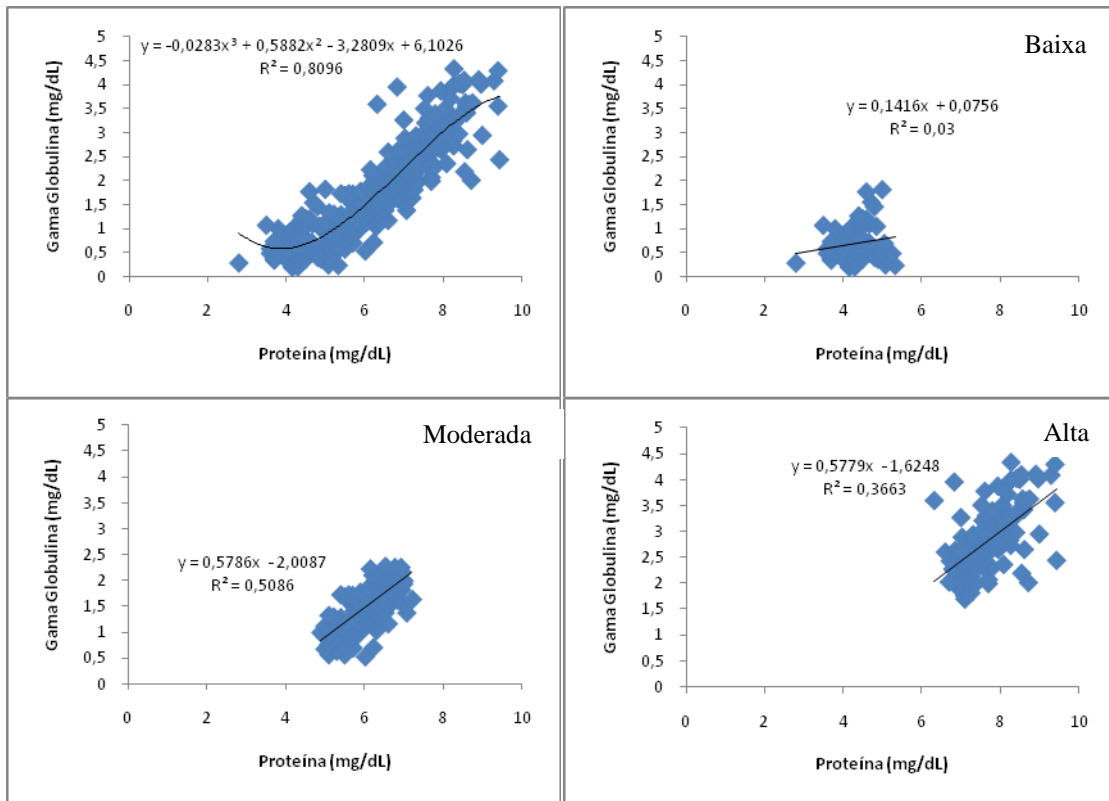 y = -0,0283x³ + 0,5882x² - 3,2809x + 6,1026
R² = 0,8096
Gama Globulina (mg/dL)
5
4,5
4
3,5
3
2,5
2
1,5
1
0,5
0
0 2 4 6 8 10
Proteína (mg/dL)
Baixa
y = 0,1416x + 0,0756
R² = 0,03
Gama Globulina (mg/dL)
5
4,5
4
3,5
3
2,5
2
1,5
1
0,5
0
0 2 4 6 8 10
Proteína (mg/dL)
Moderada
y = 0,5786x - 2,0087
R² = 0,5086
Gama Globulina (mg/dL)
5
4,5
4
3,5
3
2,5
2
1,5
1
0,5
0
0 2 4 6 8 10
Proteína (mg/dL)
Alta
y = 0,5779x - 1,6248
R² = 0,3663
Gama Globulina (mg/dL)
5
4,5
4
3,5
3
2,5
2
1,5
1
0,5
0
0 2 4 6 8 10
Proteína (mg/dL)